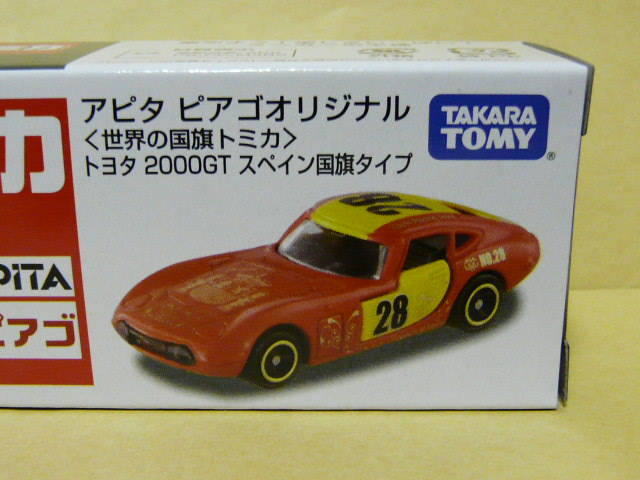 アピタ ピアゴオリジナル
<世界の国旗トミカ>
トヨタ 2000GT スペイン国旗タイプ
TAKARA
TOMY
カ
PiTA
ピアゴ
28
28
NO.28